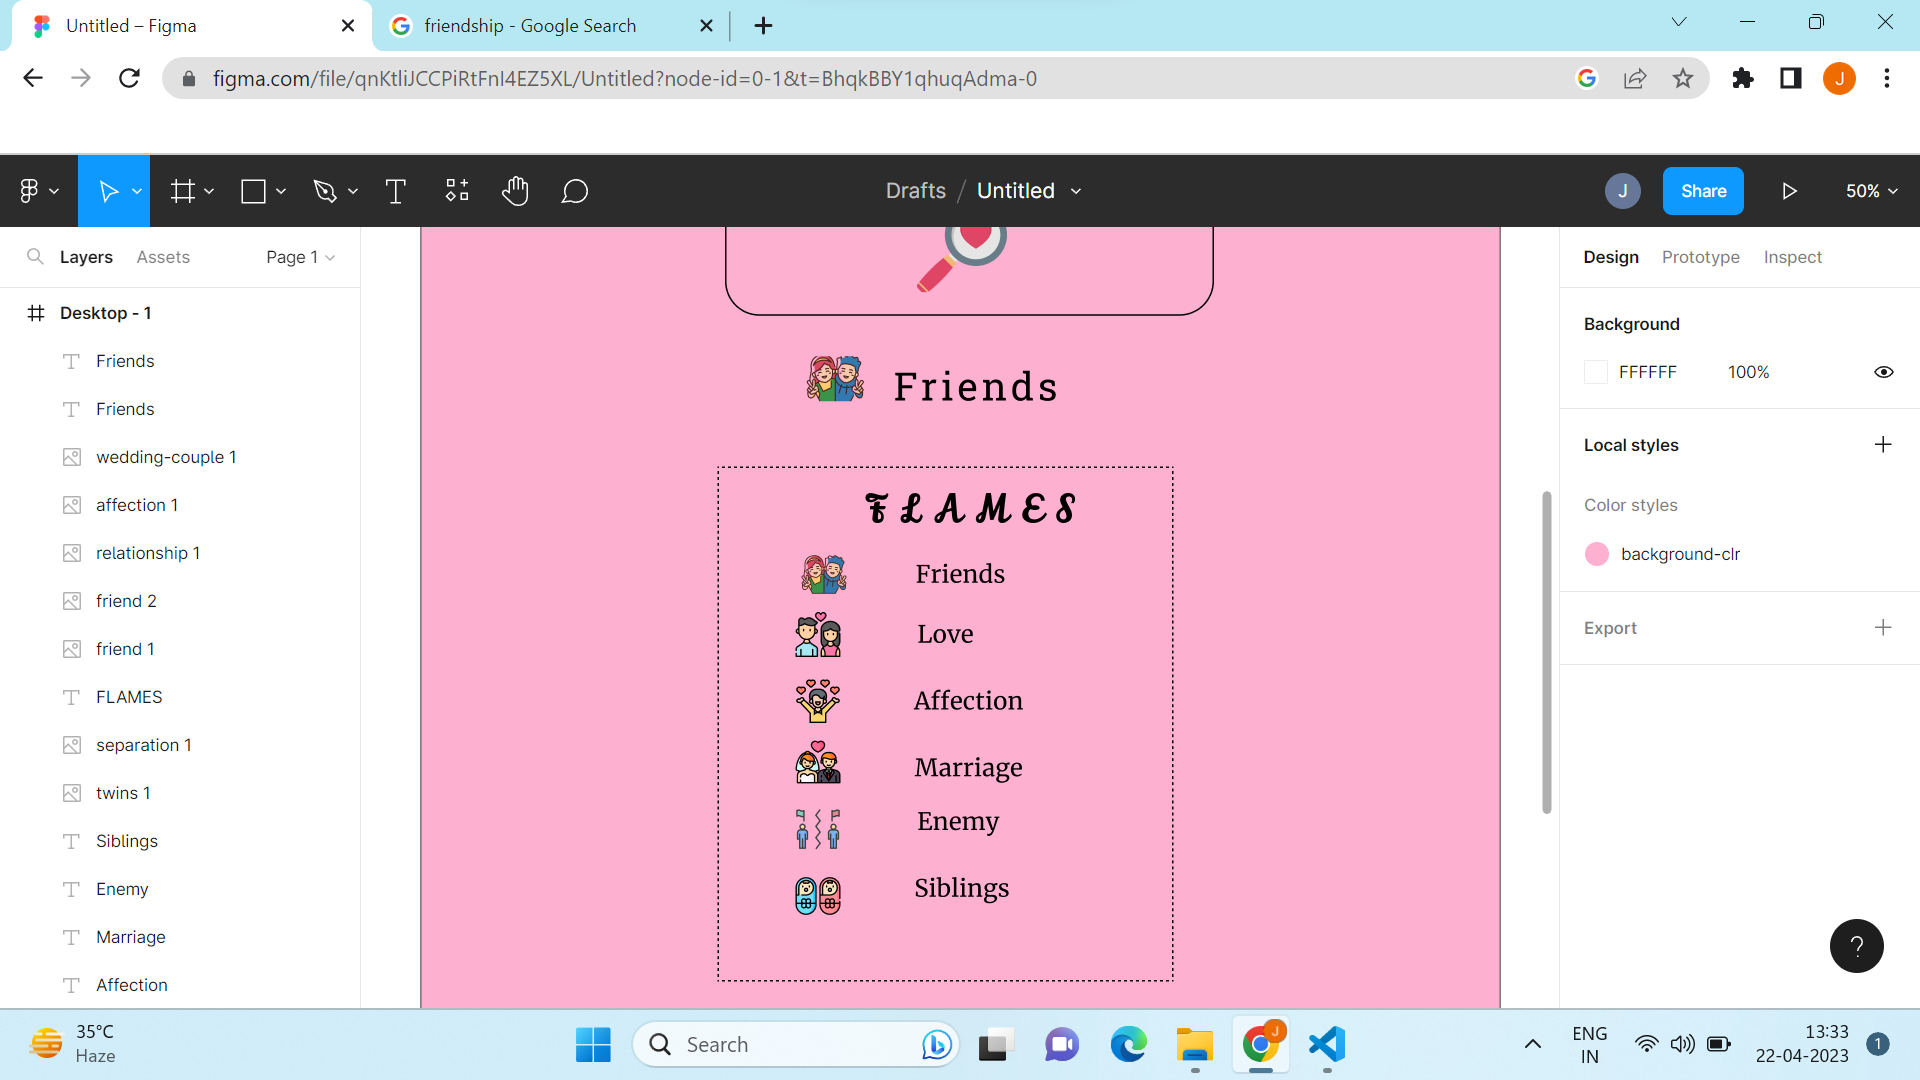 Untitled – Figma
friendship - Google Search
figma.com/file/qnKtliJCCPiRtFnI4EZ5XL/Untitled?node-id=0-1&t=BhqkBBY1qhuqAdma-0
J
Drafts / Untitled
J
Share
50%
Layers
Assets
Page 1
Desktop - 1
Friends
Friends
wedding-couple 1
affection 1
relationship 1
friend 2
friend 1
FLAMES
separation 1
twins 1
Siblings
Enemy
Marriage
Affection
Friends
FLAMES
Friends
Love
Affection
Marriage
Enemy
Siblings
Design
Prototype
Inspect
Background
FFFFFF
100%
Local styles
Color styles
background-clr
Export
?
35°C
Haze
Search
J
ENG
IN
13:33
22-04-2023
1